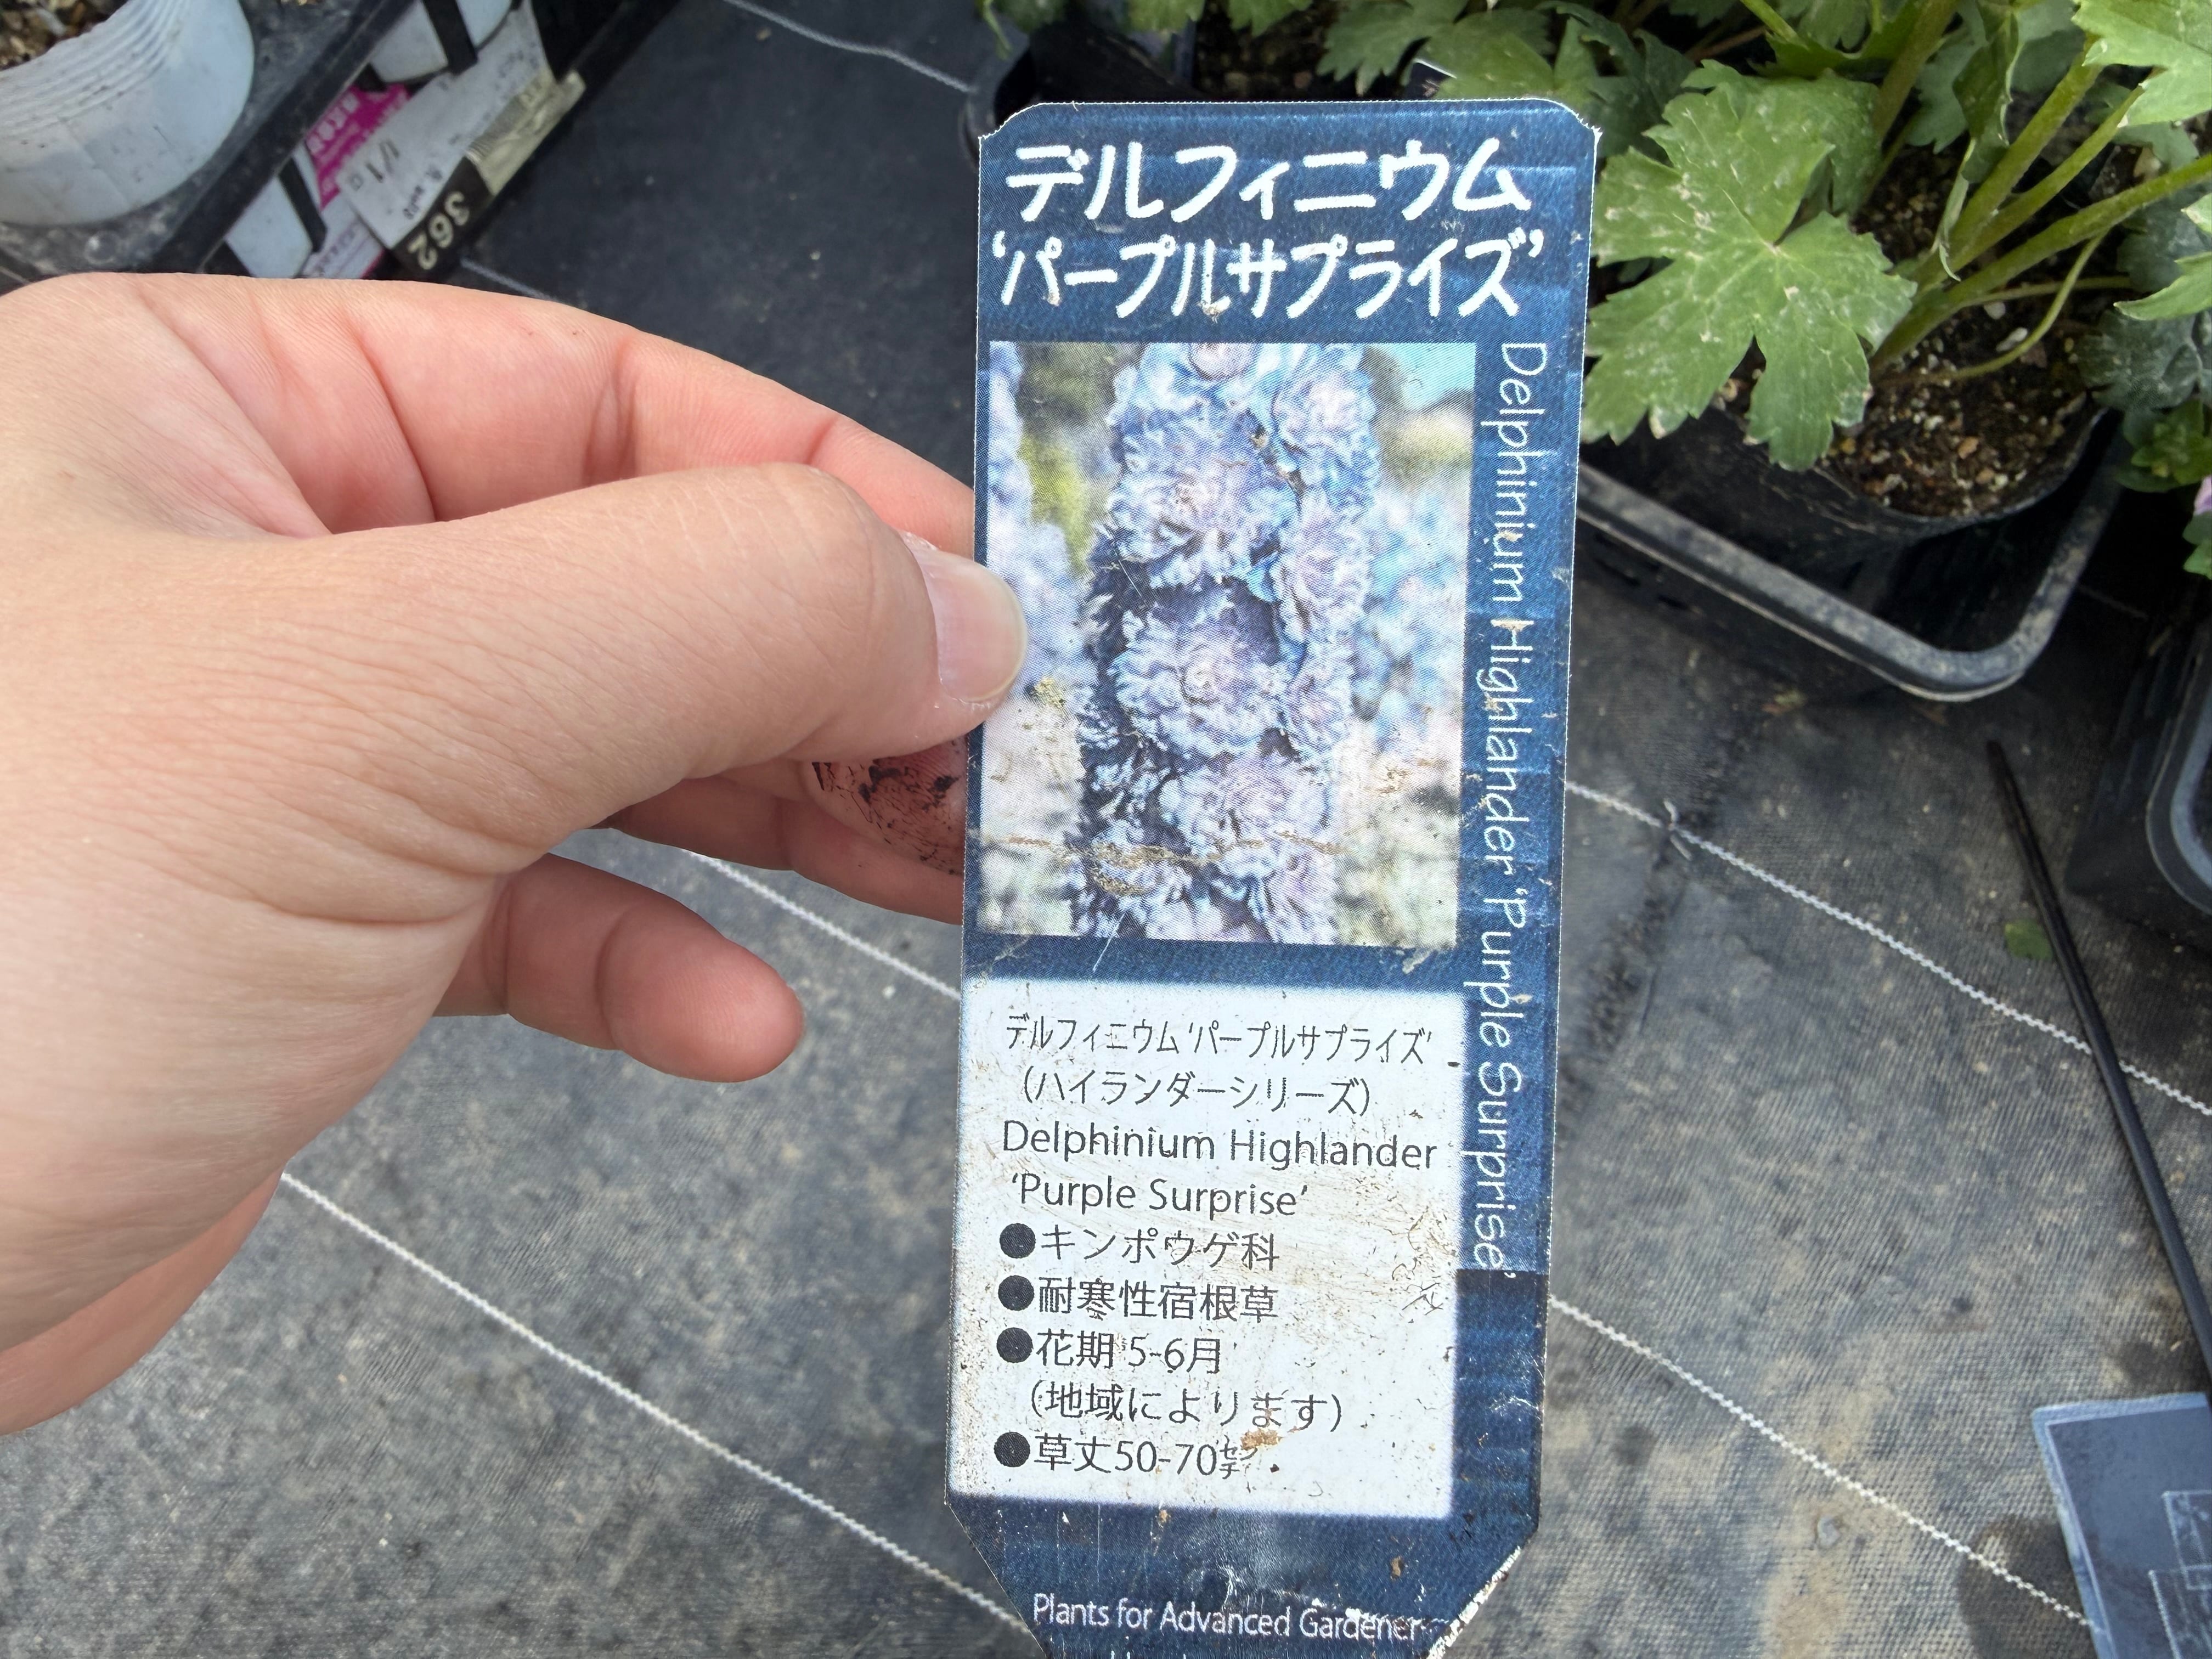 デルフィニウム
‘パープルサプライズ’
Delphinium Highlander ‘Purple Surprise’
デルフィニウム‘パープルサプライズ’
（ハイランダーシリーズ）
Delphinium Highlander
‘Purple Surprise’
●キンポウゲ科
●耐寒性宿根草
●花期 5-6月
（地域によります）
●草丈50-70㌢
Plants for Advanced Gardener
362